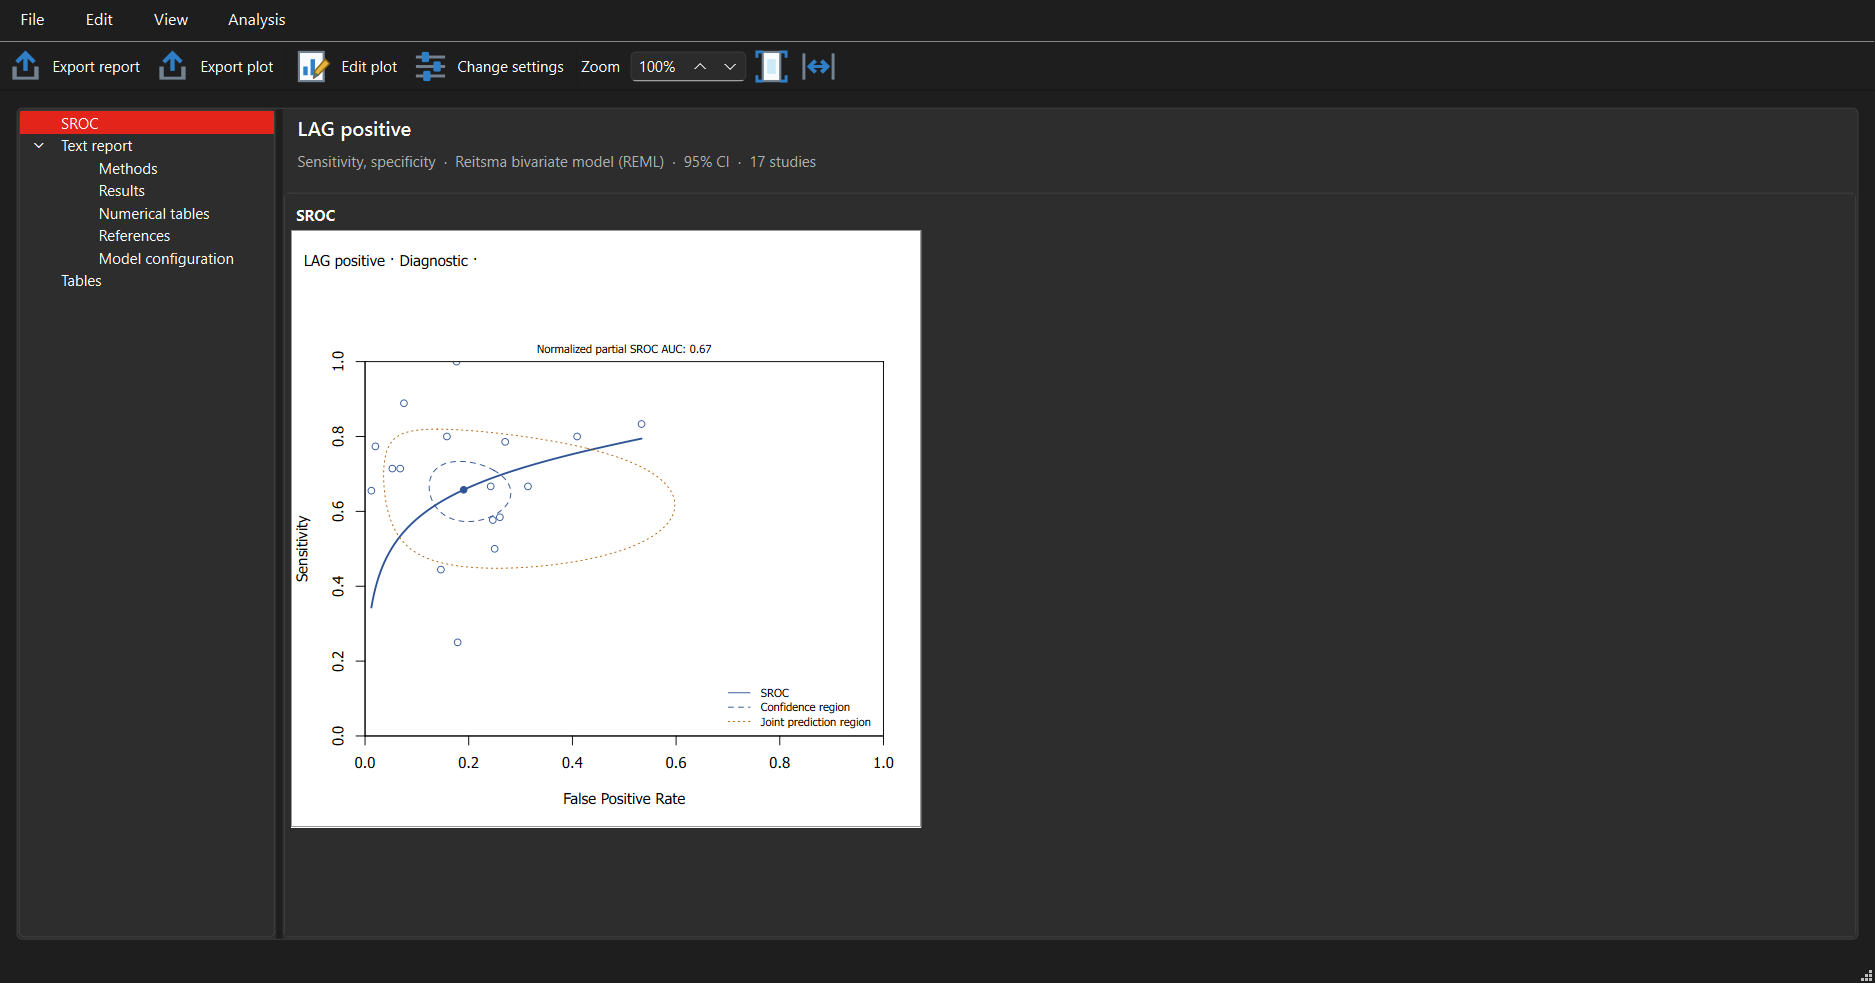 File Edit View Analysis
Export report Export plot Edit plot Change settings Zoom 100%
SROC
Text report
Methods
Results
Numerical tables
References
Model configuration
Tables
LAG positive
Sensitivity, specificity · Reitsma bivariate model (REML) · 95% CI · 17 studies
SROC
LAG positive · Diagnostic ·
Normalized partial SROC AUC: 0.67
1.0
0.8
0.6
0.4
0.2
0.0
Sensitivity
SROC
Confidence region
Joint prediction region
0.0 0.2 0.4 0.6 0.8 1.0
False Positive Rate